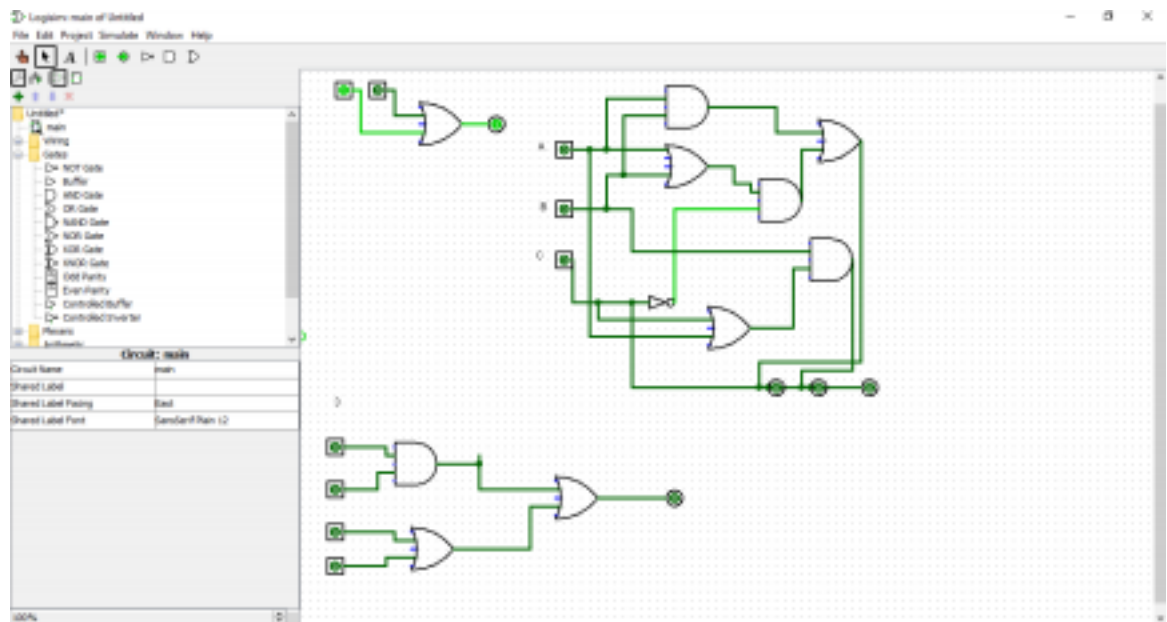 Logisim: main of Untitled
File Edit Project Simulate Window Help
Untitled*
main
Wiring
Gates
NOT Gate
Buffer
AND Gate
OR Gate
NAND Gate
NOR Gate
XOR Gate
XNOR Gate
Odd Parity
Even Parity
Controlled Buffer
Controlled Inverter
Plexers
Arithmetic
Circuit: main
Circuit Name main
Shared Label
Shared Label Facing East
Shared Label Font SansSerif Plain 12
100%
A
B
C